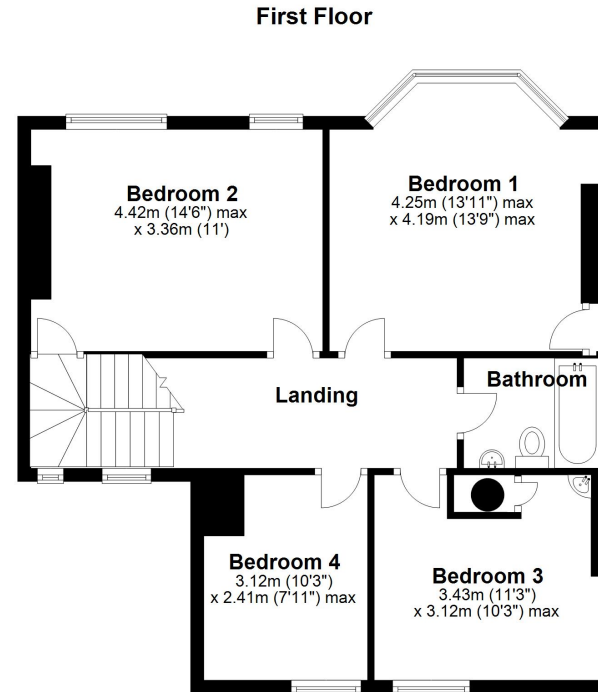 First Floor
Bedroom 2
4.42m (14'6") max
x 3.36m (11')
Bedroom 1
4.25m (13'11") max
x 4.19m (13'9") max
Landing
Bathroom
Bedroom 4
3.12m (10'3")
x 2.41m (7'11") max
Bedroom 3
3.43m (11'3")
x 3.12m (10'3") max